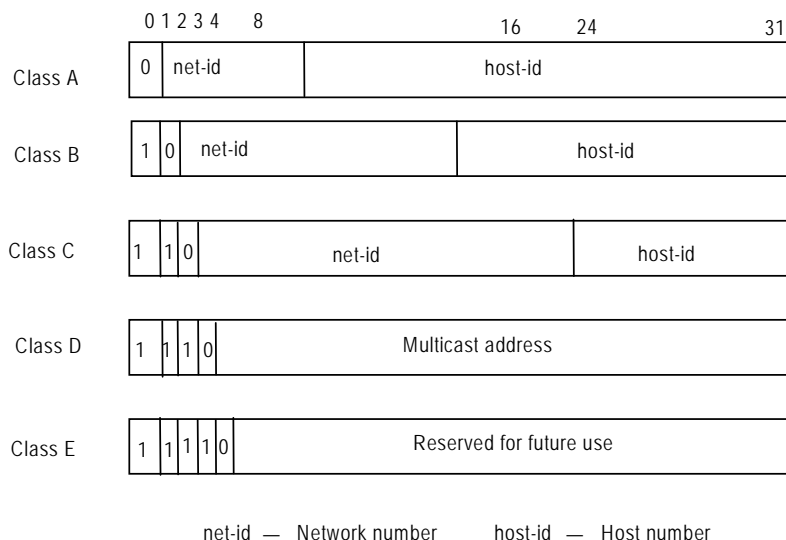 0 1 2 3 4 8 16 24 31
Class A 0 net-id host-id
Class B 1 0 net-id host-id
Class C 1 1 0 net-id host-id
Class D 1 1 1 0 Multicast address
Class E 1 1 1 1 0 Reserved for future use
net-id — Network number host-id — Host number